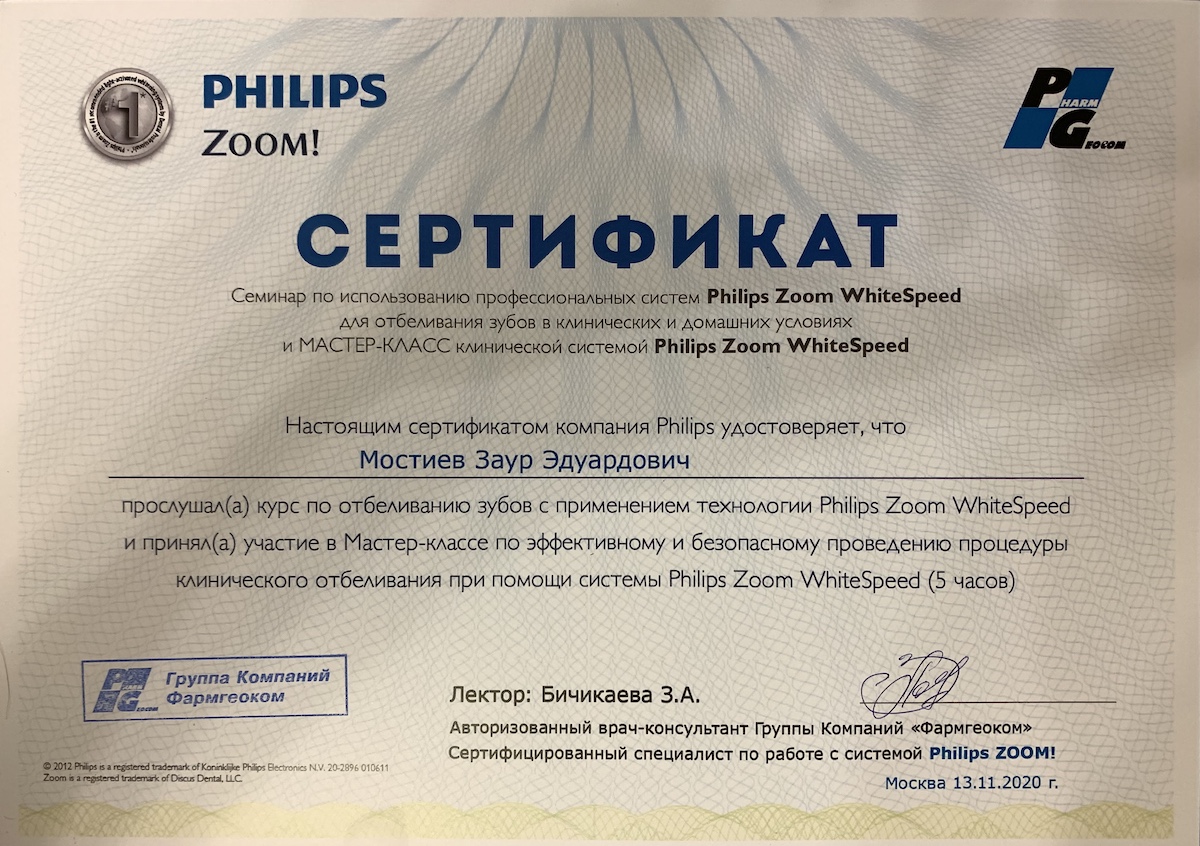 PHILIPS
ZOOM!
PHARM
GEOCOM
СЕРТИФИКАТ
Семинар по использованию профессиональных систем Philips Zoom WhiteSpeed
для отбеливания зубов в клинических и домашних условиях
и МАСТЕР-КЛАСС клинической системой Philips Zoom WhiteSpeed
Настоящим сертификатом компания Philips удостоверяет, что
Мостиев Заур Эдуардович
прослушал(а) курс по отбеливанию зубов с применением технологии Philips Zoom WhiteSpeed
и принял(а) участие в Мастер-классе по эффективному и безопасному проведению процедуры
клинического отбеливания при помощи системы Philips Zoom WhiteSpeed (5 часов)
PHARM
GEOCOM
Группа Компаний
Фармгеоком
Лектор: Бичикаева З.А.
Авторизованный врач-консультант Группы Компаний «Фармгеоком»
Сертифицированный специалист по работе с системой Philips ZOOM!
Москва 13.11.2020 г.
© 2012 Philips is a registered trademark of Koninklijke Philips Electronics N.V. 20-2896 010611
Zoom is a registered trademark of Discus Dental, LLC.